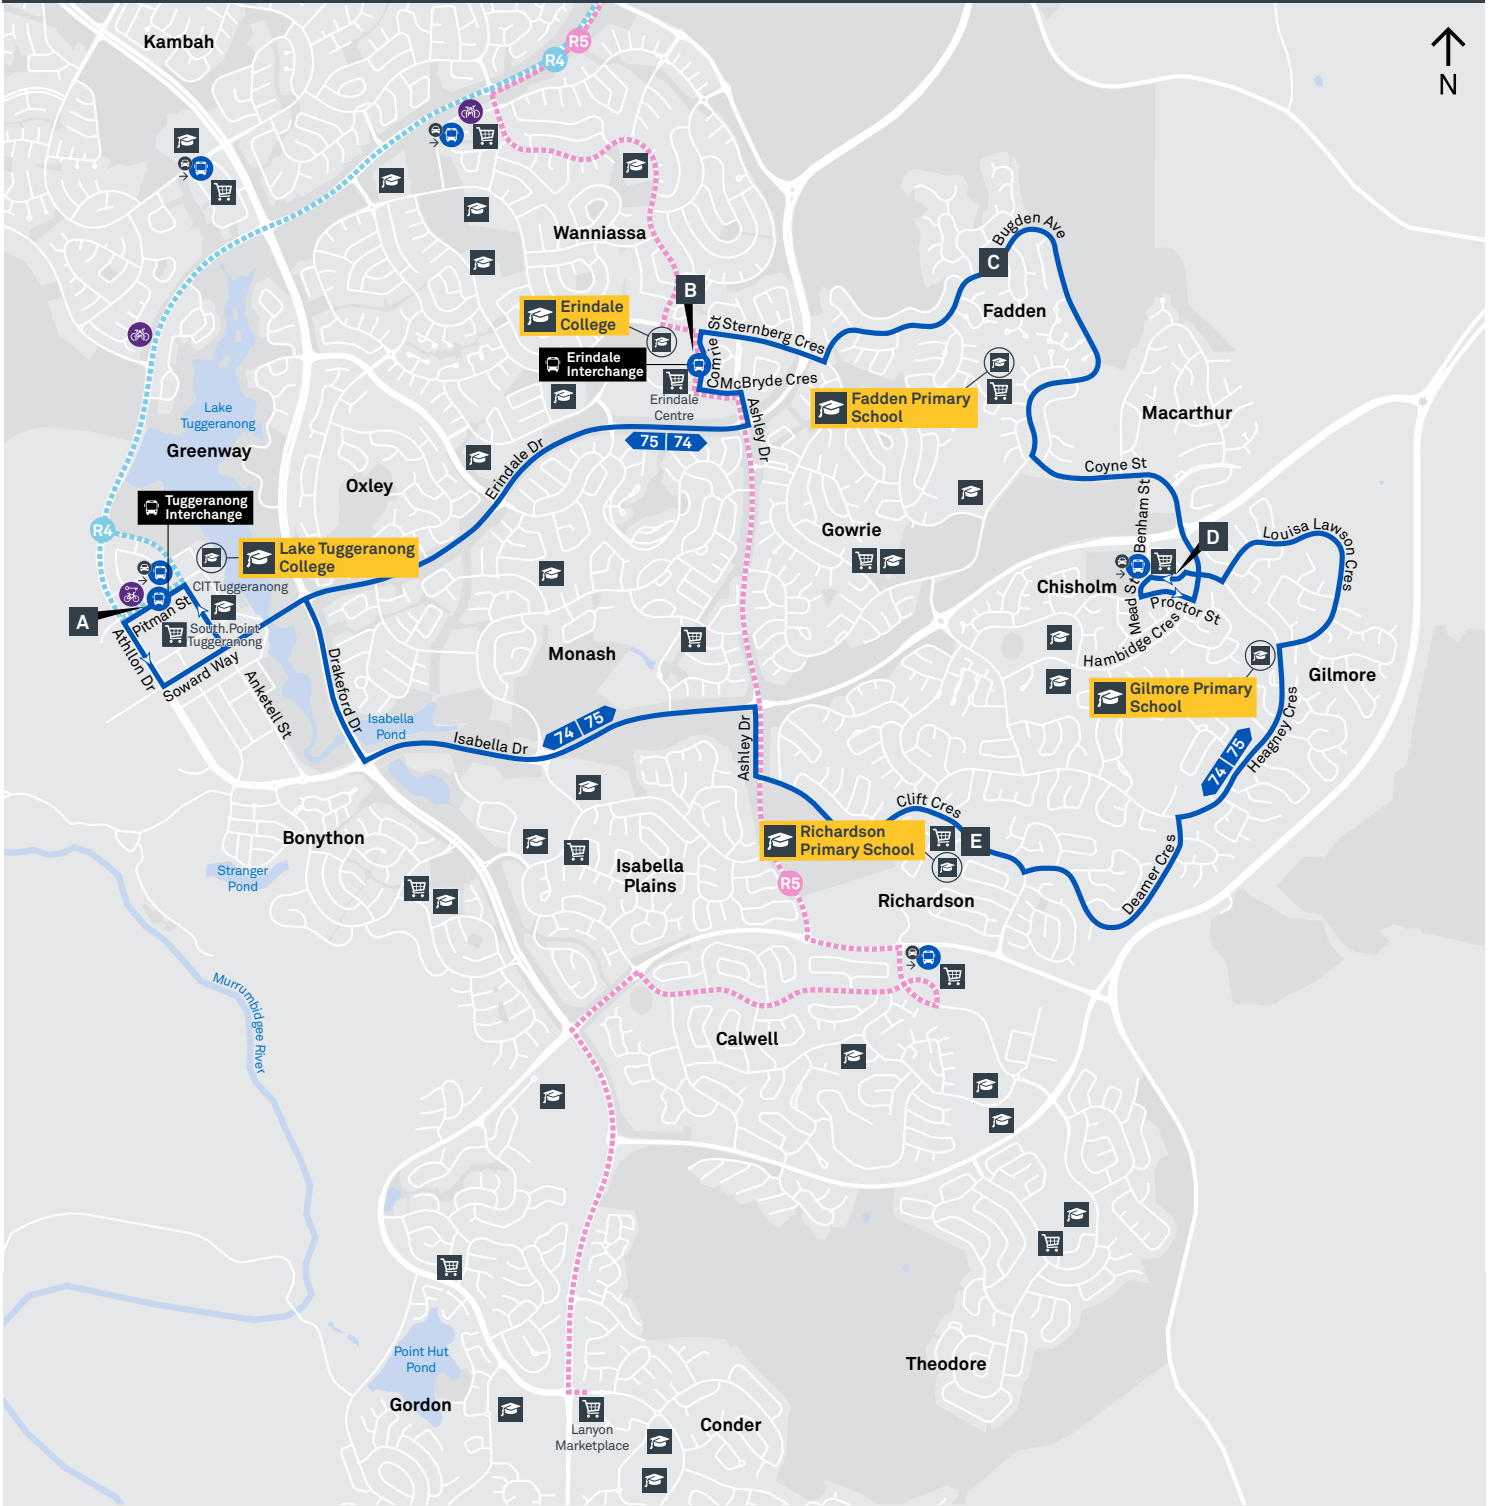 Kambah
R5
R4
N
Wanniassa
Bugden Ave
C
B
Fadden
Erindale
College
Comrie St
Sternberg Cres
Erindale
Interchange
McBryde Cres
Erindale
Centre
Fadden Primary
School
Macarthur
Lake
Tuggeranong
Greenway
Ashley Dr
75 74
Erindale Dr
Oxley
Coyne St
Tuggeranong
Interchange
R4
Gowrie
Benham St
D
Louisa Lawson Cres
Lake Tuggeranong
College
CIT Tuggeranong
Chisholm
Mead St
Proctor St
Hambidge Cres
A
Pitman St
South.Point
Tuggeranong
Athllon Dr
Soward Way
Anketell St
Drakeford Dr
Monash
Gilmore
Gilmore Primary
School
Isabella
Pond
Isabella Dr
74 75
Ashley Dr
Heagney Cres
74 75
Clift Cres
Bonython
Richardson
Primary School
E
Isabella
Plains
Stranger
Pond
R5
Richardson
Deamer Cres
Murrumbidgee River
Calwell
Point Hut
Pond
Gordon
Theodore
Lanyon
Marketplace
Conder